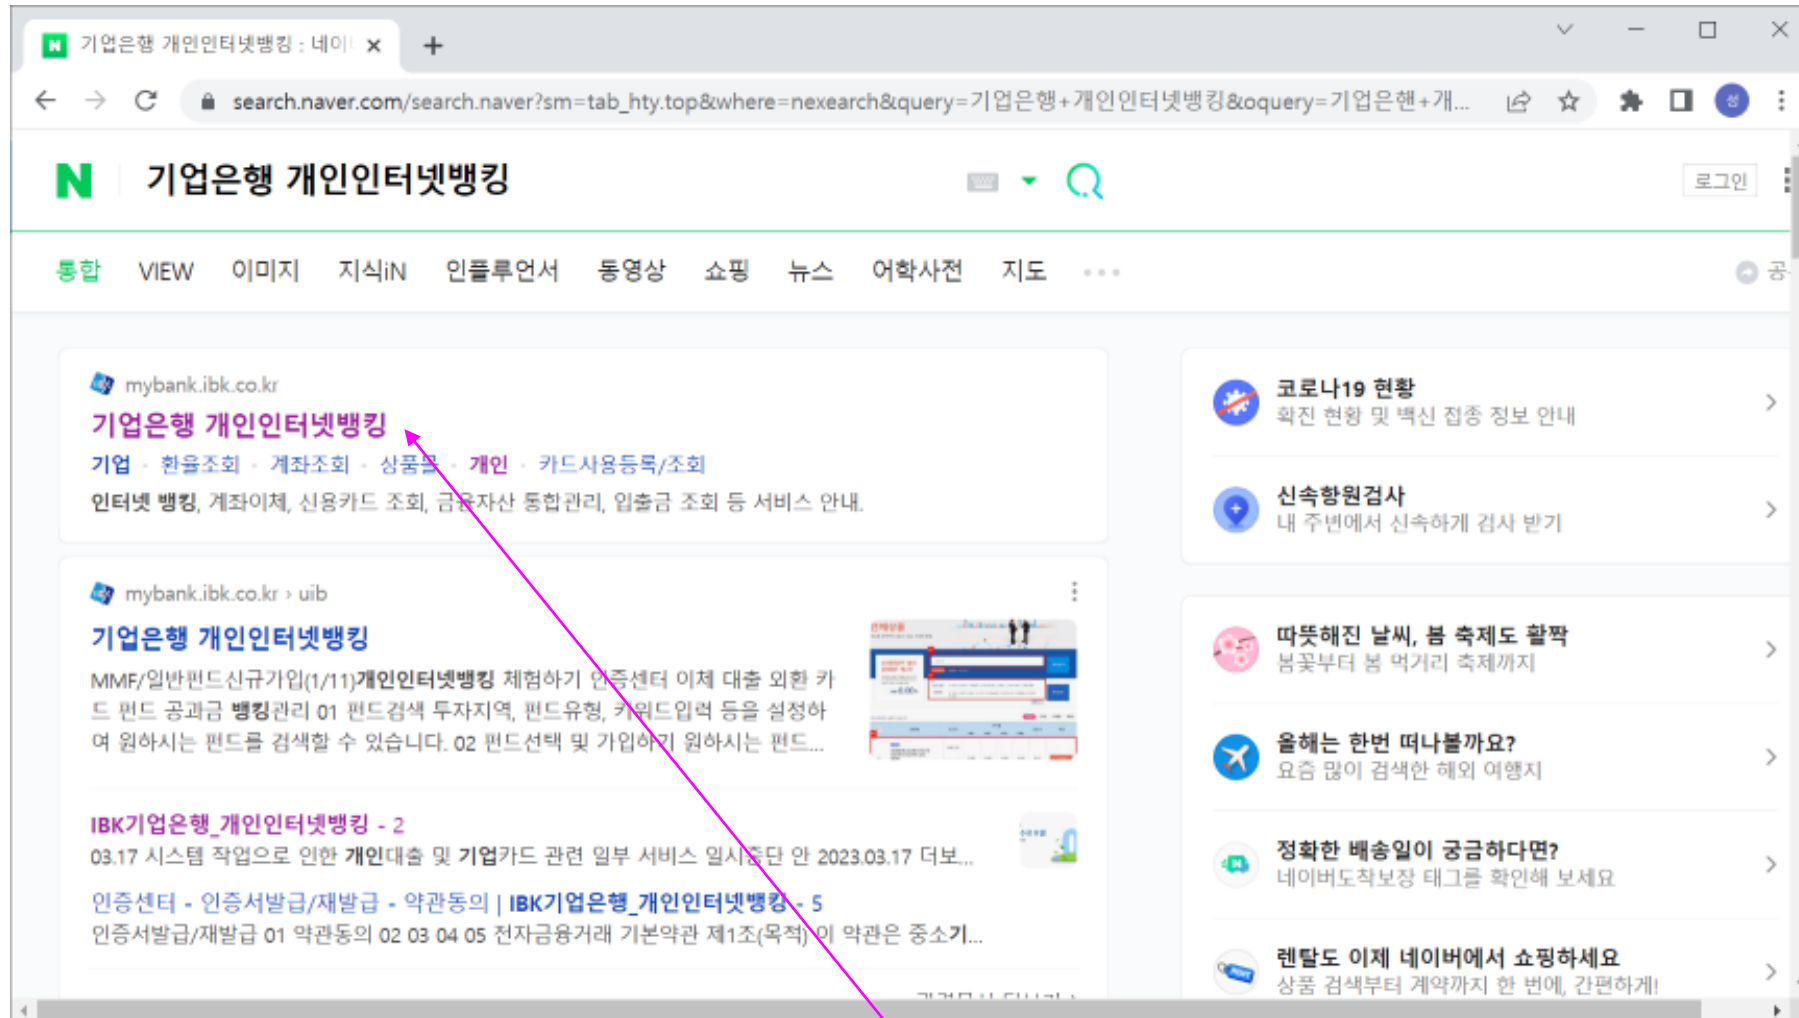 기업은행 개인인터넷뱅킹 : 네이
search.naver.com/search.naver?sm=tab_hty.top&where=nexearch&query=기업은행+개인인터넷뱅킹&oquery=기업은핸+개...
성
N 기업은행 개인인터넷뱅킹
로그인
통합 VIEW 이미지 지식iN 인플루언서 동영상 쇼핑 뉴스 어학사전 지도
mybank.ibk.co.kr
기업은행 개인인터넷뱅킹
기업 · 환율조회 · 계좌조회 · 상품몰 · 개인 · 카드사용등록/조회
인터넷 뱅킹, 계좌이체, 신용카드 조회, 금융자산 통합관리, 입출금 조회 등 서비스 안내.
mybank.ibk.co.kr › uib
기업은행 개인인터넷뱅킹
MMF/일반펀드신규가입(1/11)개인인터넷뱅킹 체험하기 인증센터 이체 대출 외환 카
드 펀드 공과금 뱅킹관리 01 펀드검색 투자지역, 펀드유형, 키워드입력 등을 설정하
여 원하시는 펀드를 검색할 수 있습니다. 02 펀드선택 및 가입하기 원하시는 펀드...
IBK기업은행_개인인터넷뱅킹 - 2
03.17 시스템 작업으로 인한 개인대출 및 기업카드 관련 일부 서비스 일시중단 안 2023.03.17 더보...
인증센터 - 인증서발급/재발급 - 약관동의 | IBK기업은행_개인인터넷뱅킹 - 5
인증서발급/재발급 01 약관동의 02 03 04 05 전자금융거래 기본약관 제1조(목적) 이 약관은 중소기...
코로나19 현황
확진 현황 및 백신 접종 정보 안내
신속항원검사
내 주변에서 신속하게 검사 받기
따뜻해진 날씨, 봄 축제도 활짝
봄꽃부터 봄 먹거리 축제까지
올해는 한번 떠나볼까요?
요즘 많이 검색한 해외 여행지
정확한 배송일이 궁금하다면?
네이버도착보장 태그를 확인해 보세요
렌탈도 이제 네이버에서 쇼핑하세요
상품 검색부터 계약까지 한 번에, 간편하게!